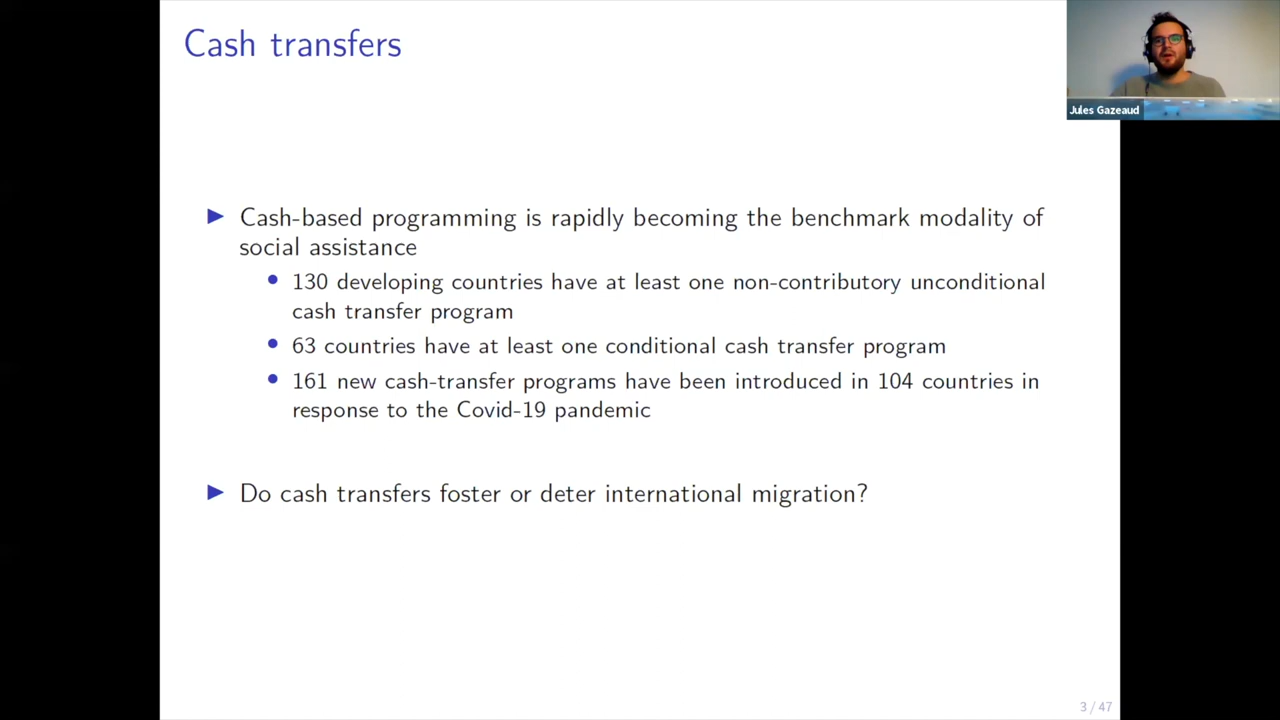 Cash transfers
Jules Gazeaud
Cash-based programming is rapidly becoming the benchmark modality of
social assistance
130 developing countries have at least one non-contributory unconditional
cash transfer program
63 countries have at least one conditional cash transfer program
161 new cash-transfer programs have been introduced in 104 countries in
response to the Covid-19 pandemic
Do cash transfers foster or deter international migration?
3 / 47